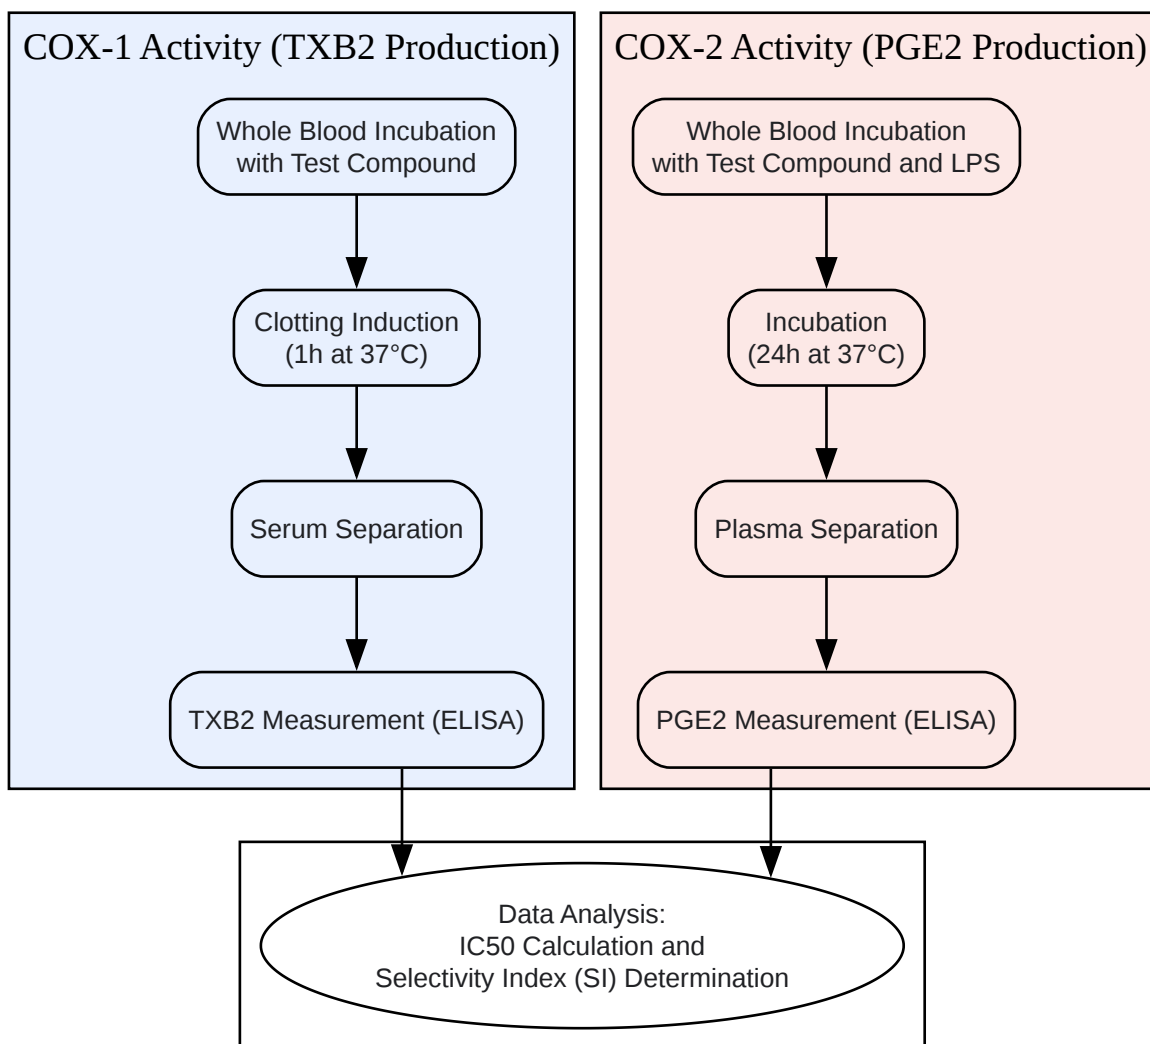 COX-1 Activity (TXB2 Production)
Whole Blood Incubation
with Test Compound
Clotting Induction
(1h at 37°C)
Serum Separation
TXB2 Measurement (ELISA)
COX-2 Activity (PGE2 Production)
Whole Blood Incubation
with Test Compound and LPS
Incubation
(24h at 37°C)
Plasma Separation
PGE2 Measurement (ELISA)
Data Analysis:
IC50 Calculation and
Selectivity Index (SI) Determination